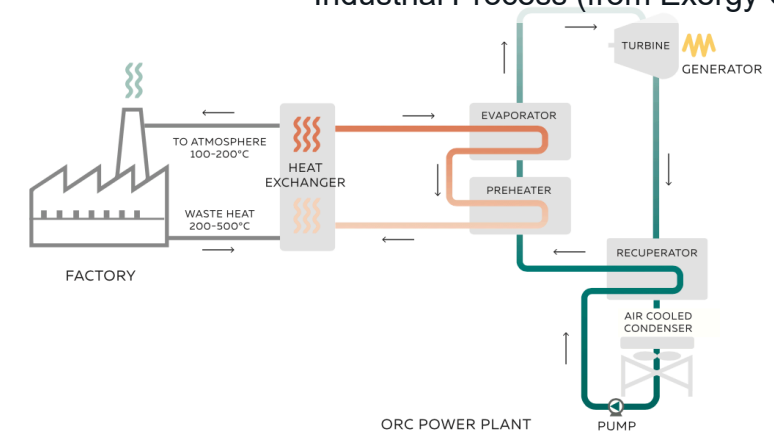 Industrial Process (from Exergy
TURBINE
GENERATOR
EVAPORATOR
TO ATMOSPHERE
100-200°C
HEAT
EXCHANGER
PREHEATER
WASTE HEAT
200-500°C
RECUPERATOR
FACTORY
AIR COOLED
CONDENSER
ORC POWER PLANT
PUMP